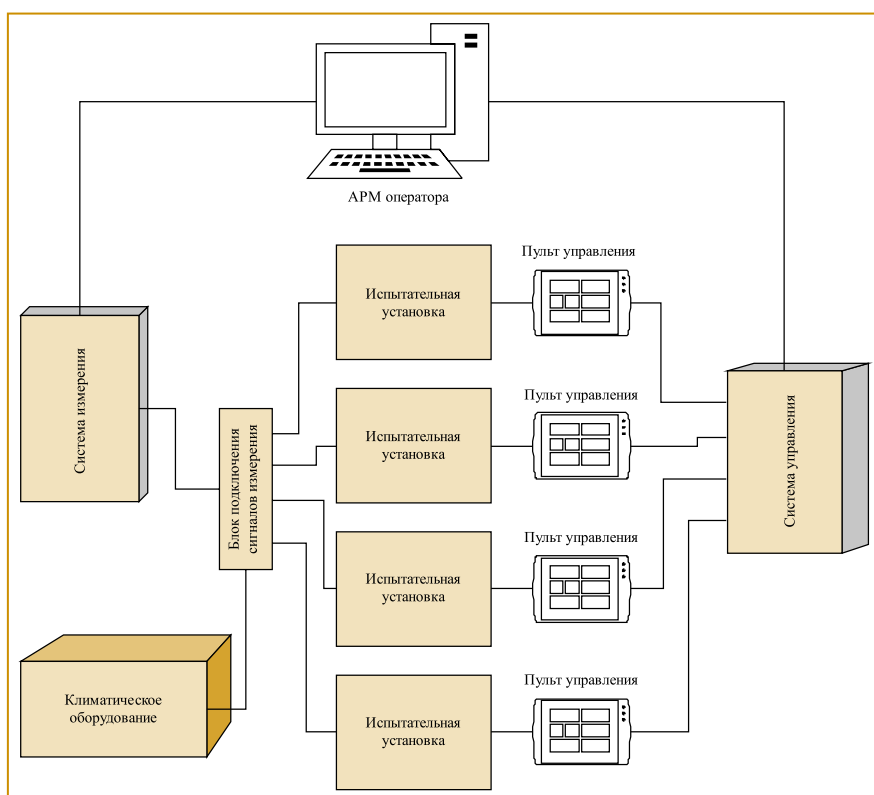 АРМ оператора
Пульт управления
Испытательная
установка
Система измерения
Пульт управления
Испытательная
установка
Система управления
Блок подключения
сигналов измерения
Пульт управления
Испытательная
установка
Климатическое
оборудование
Пульт управления
Испытательная
установка